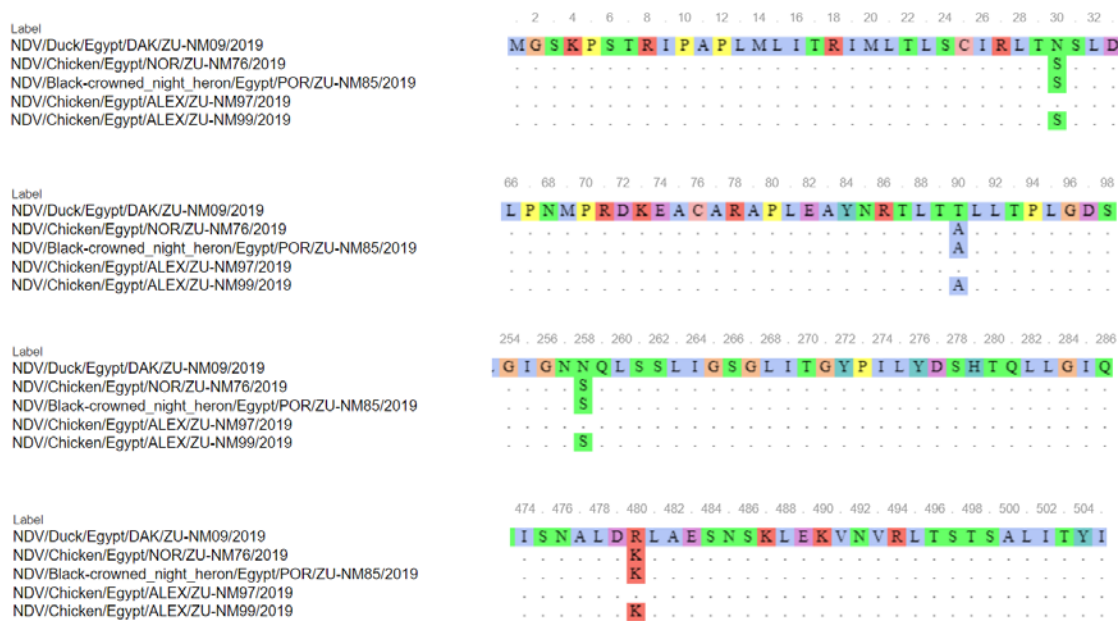 . 2 . 4 . 6 . 8 . 10 . 12 . 14 . 16 . 18 . 20 . 22 . 24 . 26 . 28 . 30 . 32 .
Label
NDV/Duck/Egypt/DAK/ZU-NM09/2019 M G S K P S T R I P A P L M L I T R I M L T L S C I R L T N S L D
NDV/Chicken/Egypt/NOR/ZU-NM76/2019 . . . . . . . . . . . . . . . . . . . . . . . . . . . . . S . . .
NDV/Black-crowned_night_heron/Egypt/POR/ZU-NM85/2019 . . . . . . . . . . . . . . . . . . . . . . . . . . . . . S . . .
NDV/Chicken/Egypt/ALEX/ZU-NM97/2019 . . . . . . . . . . . . . . . . . . . . . . . . . . . . . . . . .
NDV/Chicken/Egypt/ALEX/ZU-NM99/2019 . . . . . . . . . . . . . . . . . . . . . . . . . . . . . S . . .
66 . 68 . 70 . 72 . 74 . 76 . 78 . 80 . 82 . 84 . 86 . 88 . 90 . 92 . 94 . 96 . 98
Label
NDV/Duck/Egypt/DAK/ZU-NM09/2019 L P N M P R D K E A C A R A P L E A Y N R T L T T L L T P L G D S
NDV/Chicken/Egypt/NOR/ZU-NM76/2019 . . . . . . . . . . . . . . . . . . . . . . . . A . . . . . . . .
NDV/Black-crowned_night_heron/Egypt/POR/ZU-NM85/2019 . . . . . . . . . . . . . . . . . . . . . . . . A . . . . . . . .
NDV/Chicken/Egypt/ALEX/ZU-NM97/2019 . . . . . . . . . . . . . . . . . . . . . . . . . . . . . . . . .
NDV/Chicken/Egypt/ALEX/ZU-NM99/2019 . . . . . . . . . . . . . . . . . . . . . . . . A . . . . . . . .
254 . 256 . 258 . 260 . 262 . 264 . 266 . 268 . 270 . 272 . 274 . 276 . 278 . 280 . 282 . 284 . 286
Label
NDV/Duck/Egypt/DAK/ZU-NM09/2019 G I G N N Q L S S L I G S G L I T G Y P I L Y D S H T Q L L G I Q
NDV/Chicken/Egypt/NOR/ZU-NM76/2019 . . . . S . . . . . . . . . . . . . . . . . . . . . . . . . . . .
NDV/Black-crowned_night_heron/Egypt/POR/ZU-NM85/2019 . . . . S . . . . . . . . . . . . . . . . . . . . . . . . . . . .
NDV/Chicken/Egypt/ALEX/ZU-NM97/2019 . . . . . . . . . . . . . . . . . . . . . . . . . . . . . . . . .
NDV/Chicken/Egypt/ALEX/ZU-NM99/2019 . . . . S . . . . . . . . . . . . . . . . . . . . . . . . . . . .
474 . 476 . 478 . 480 . 482 . 484 . 486 . 488 . 490 . 492 . 494 . 496 . 498 . 500 . 502 . 504 .
Label
NDV/Duck/Egypt/DAK/ZU-NM09/2019 I S N A L D R L A E S N S K L E K V N V R L T S T S A L I T Y I
NDV/Chicken/Egypt/NOR/ZU-NM76/2019 . . . . . . K . . . . . . . . . . . . . . . . . . . . . . . . .
NDV/Black-crowned_night_heron/Egypt/POR/ZU-NM85/2019 . . . . . . K . . . . . . . . . . . . . . . . . . . . . . . . .
NDV/Chicken/Egypt/ALEX/ZU-NM97/2019 . . . . . . . . . . . . . . . . . . . . . . . . . . . . . . . .
NDV/Chicken/Egypt/ALEX/ZU-NM99/2019 . . . . . . K . . . . . . . . . . . . . . . . . . . . . . . . .